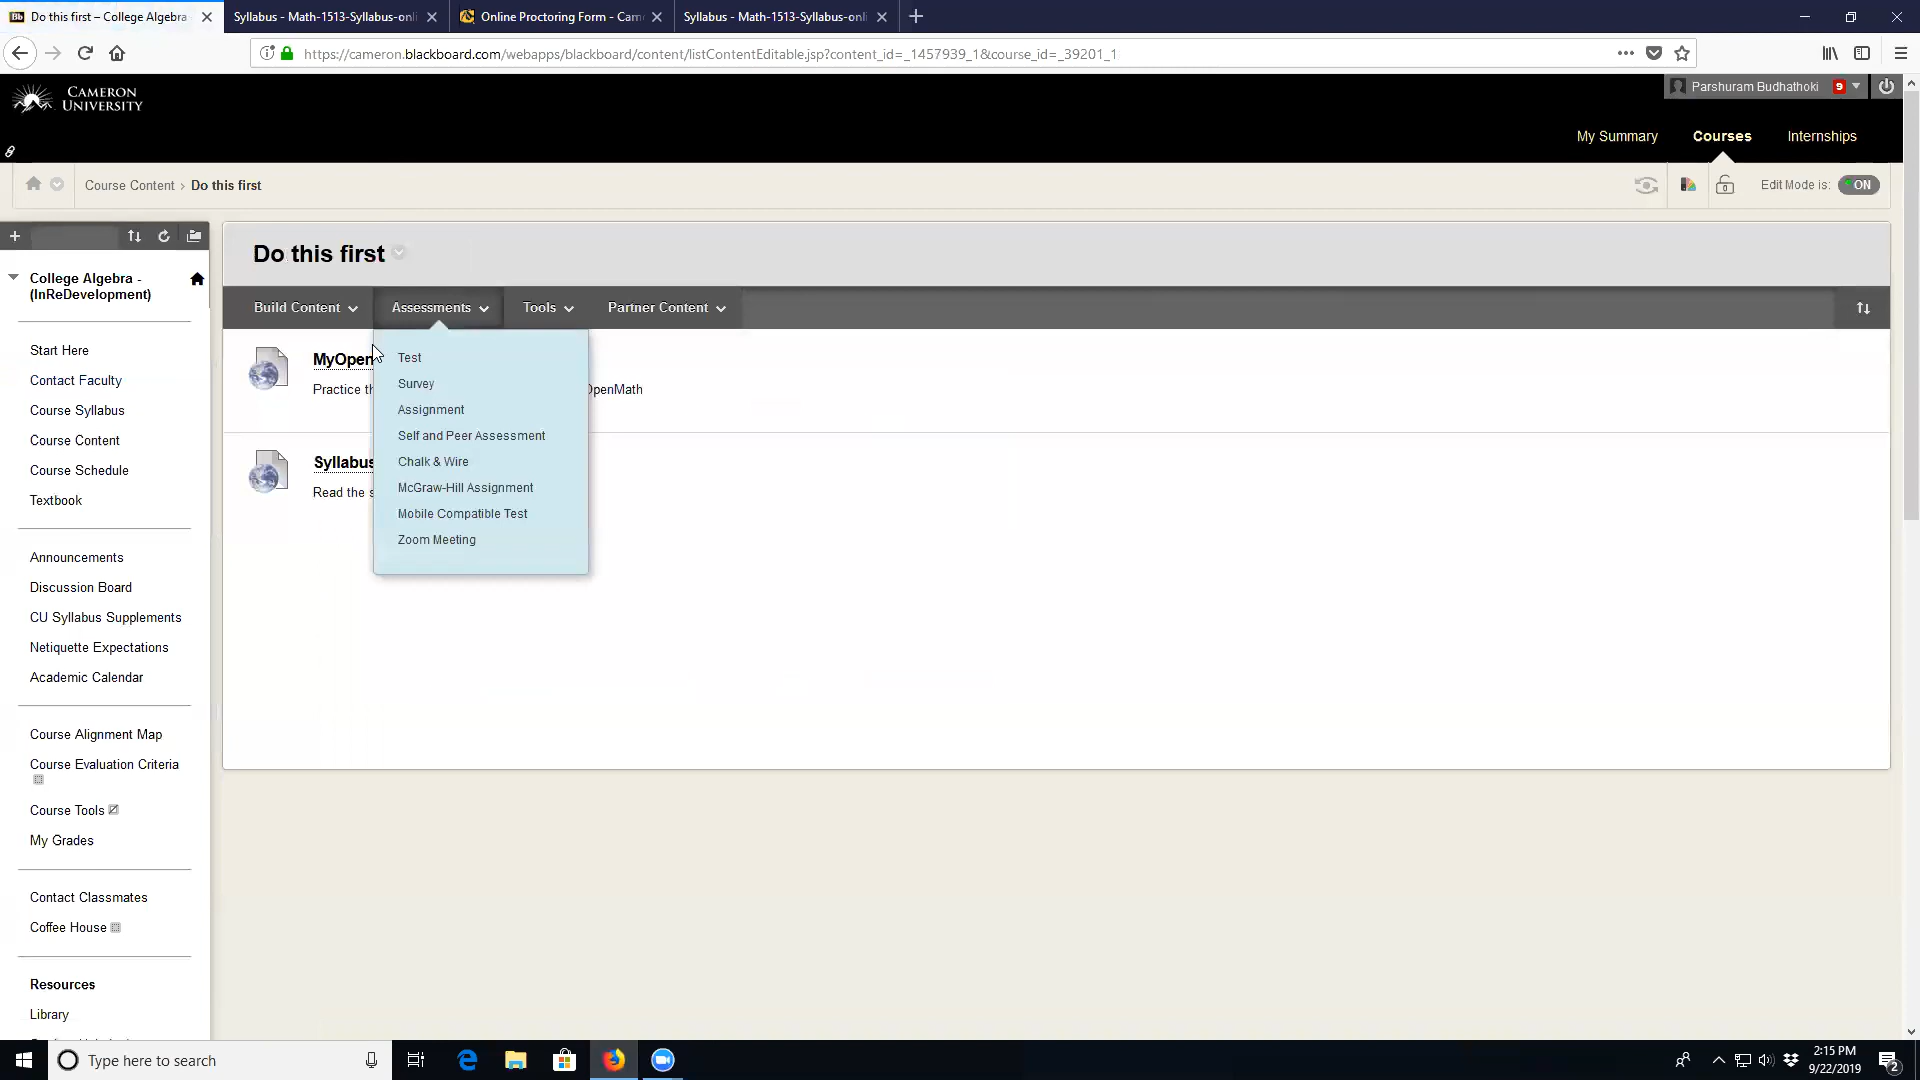 Do this first – College Algebra
Syllabus - Math-1513-Syllabus-onl
Online Proctoring Form - Cam
Syllabus - Math-1513-Syllabus-onl
https://cameron.blackboard.com/webapps/blackboard/content/listContentEditable.jsp?content_id=_1457939_1&course_id=_39201_1
CAMERON
UNIVERSITY
Parshuram Budhathoki 9
My Summary
Courses
Internships
Course Content > Do this first
Edit Mode is: ON
College Algebra -
(InReDevelopment)
Start Here
Contact Faculty
Course Syllabus
Course Content
Course Schedule
Textbook
Announcements
Discussion Board
CU Syllabus Supplements
Netiquette Expectations
Academic Calendar
Course Alignment Map
Course Evaluation Criteria
Course Tools
My Grades
Contact Classmates
Coffee House
Resources
Library
Do this first
Build Content
Assessments
Tools
Partner Content
MyOpen
Practice th
OpenMath
Syllabus
Read the s
Test
Survey
Assignment
Self and Peer Assessment
Chalk & Wire
McGraw-Hill Assignment
Mobile Compatible Test
Zoom Meeting
Type here to search
2:15 PM
9/22/2019
2